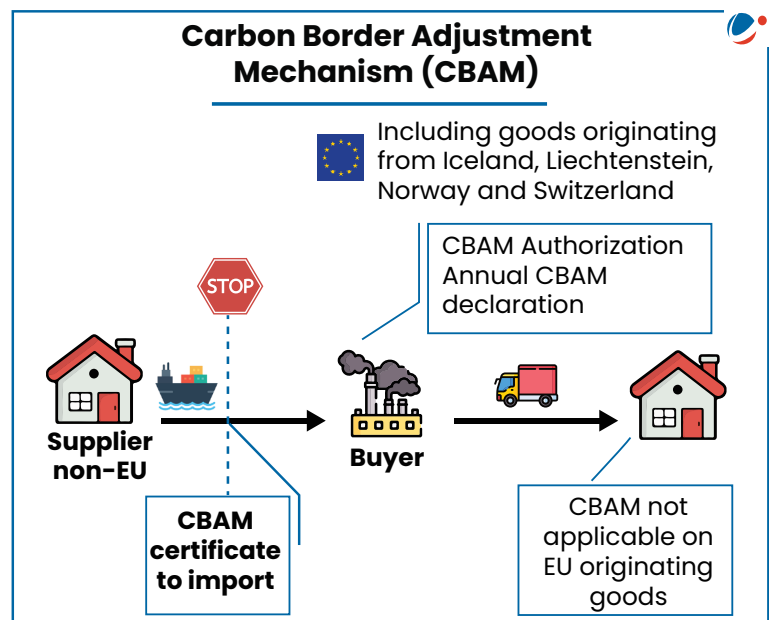 Carbon Border Adjustment
Mechanism (CBAM)
Including goods originating
from Iceland, Liechtenstein,
Norway and Switzerland
CBAM Authorization
Annual CBAM
declaration
STOP
Supplier
non-EU
Buyer
CBAM
certificate
to import
CBAM not
applicable on
EU originating
goods